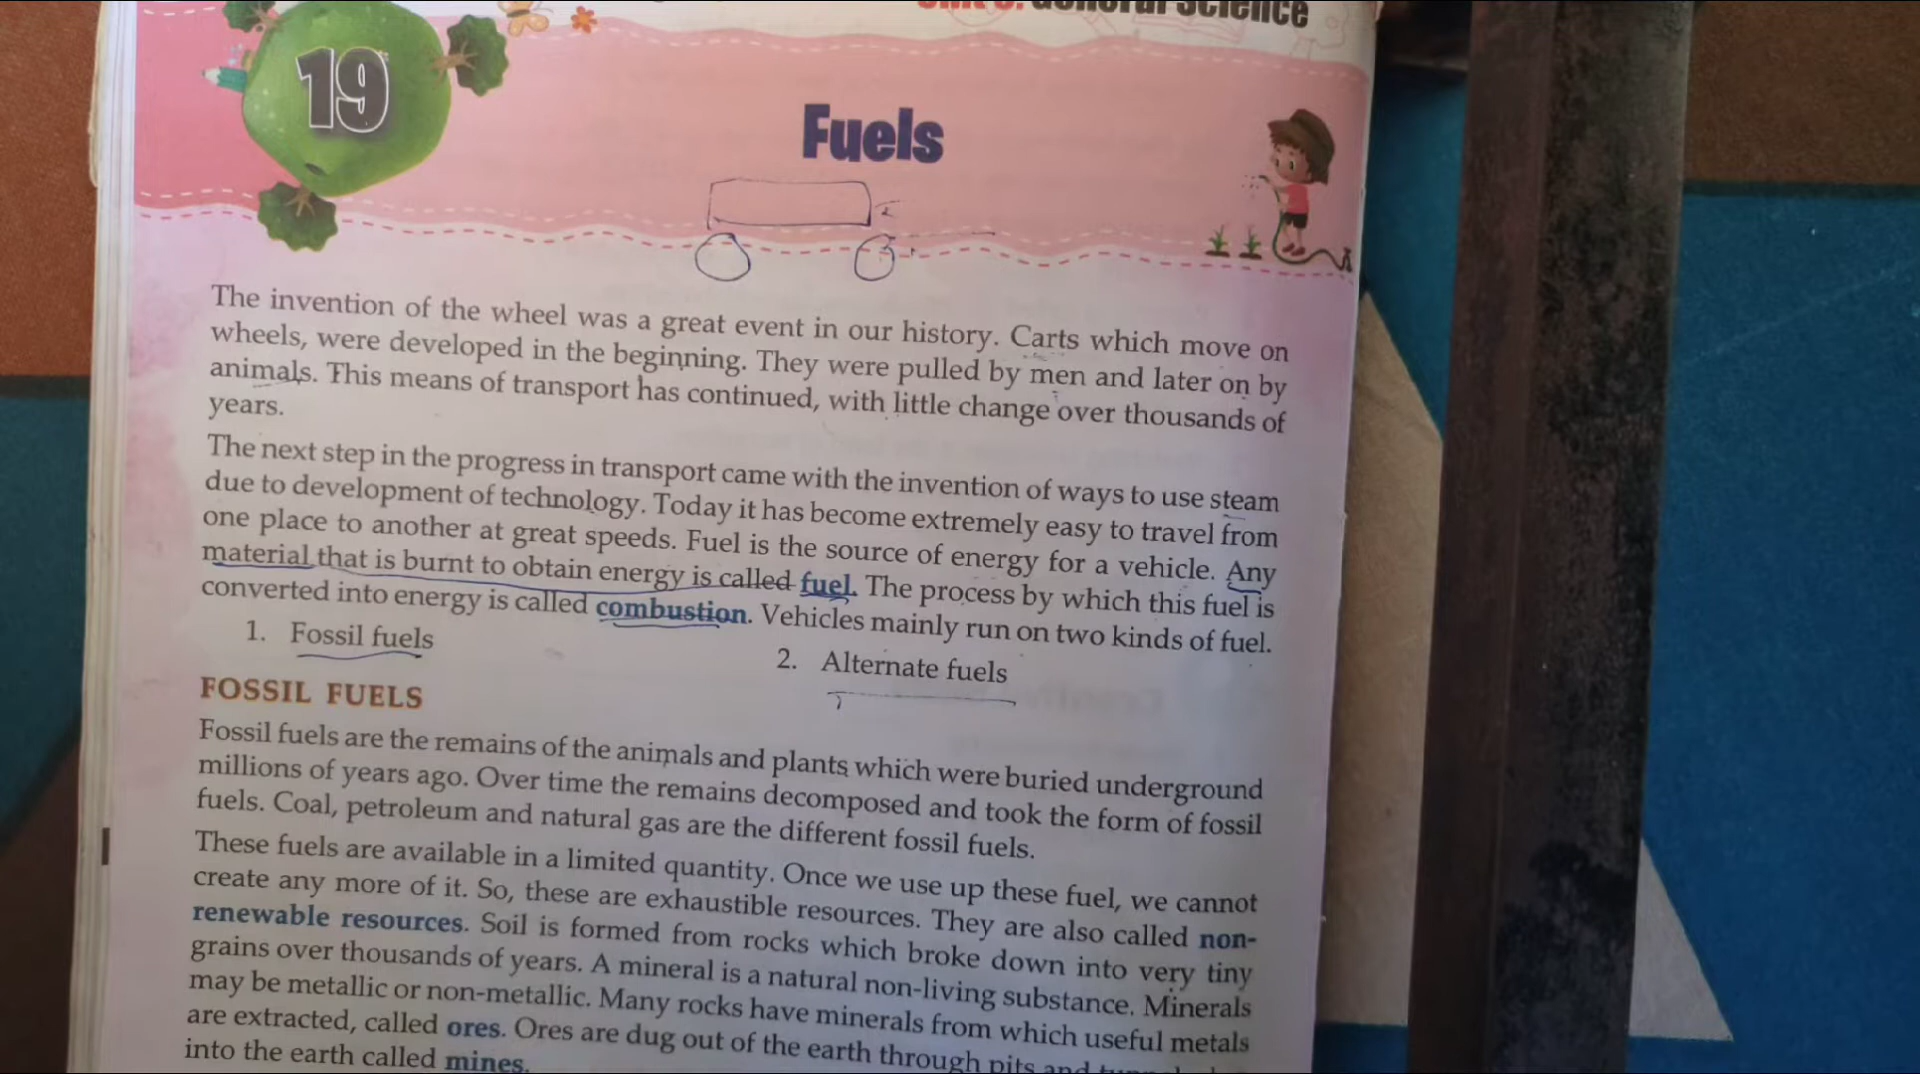 General Science
19
Fuels
The invention of the wheel was a great event in our history. Carts which move on
wheels, were developed in the beginning. They were pulled by men and later on by
animals. This means of transport has continued, with little change over thousands of
years.
The next step in the progress in transport came with the invention of ways to use steam
due to development of technology. Today it has become extremely easy to travel from
one place to another at great speeds. Fuel is the source of energy for a vehicle. Any
material that is burnt to obtain energy is called fuel. The process by which this fuel is
converted into energy is called combustion. Vehicles mainly run on two kinds of fuel.
1. Fossil fuels
2. Alternate fuels
FOSSIL FUELS
Fossil fuels are the remains of the animals and plants which were buried underground
millions of years ago. Over time the remains decomposed and took the form of fossil
fuels. Coal, petroleum and natural gas are the different fossil fuels.
These fuels are available in a limited quantity. Once we use up these fuel, we cannot
create any more of it. So, these are exhaustible resources. They are also called non-
renewable resources. Soil is formed from rocks which broke down into very tiny
grains over thousands of years. A mineral is a natural non-living substance. Minerals
may be metallic or non-metallic. Many rocks have minerals from which useful metals
are extracted, called ores. Ores are dug out of the earth through pits and
into the earth called mines.